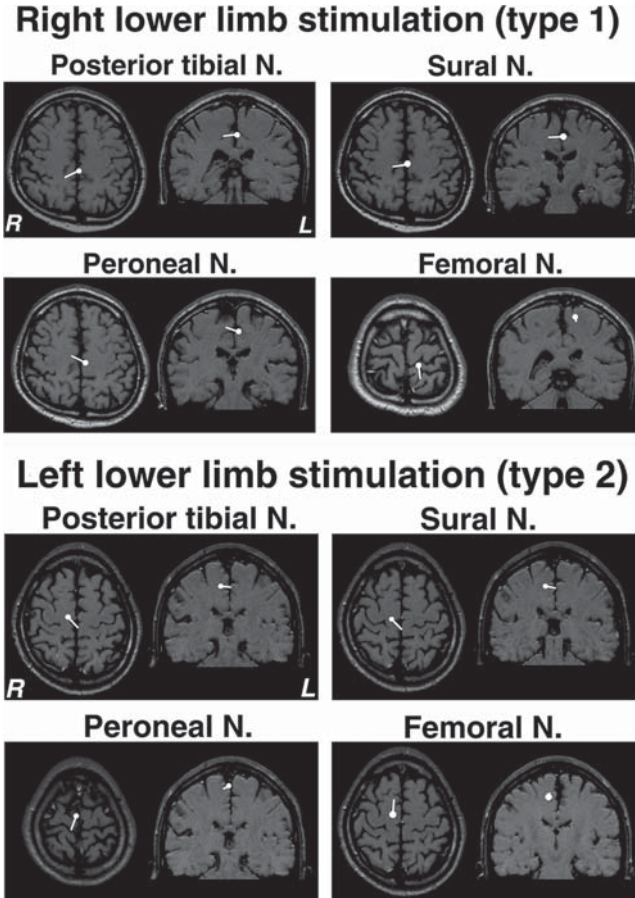 Right lower limb stimulation (type 1)
Posterior tibial N.
Sural N.
R
L
Peroneal N.
Femoral N.
Left lower limb stimulation (type 2)
Posterior tibial N.
Sural N.
R
L
Peroneal N.
Femoral N.